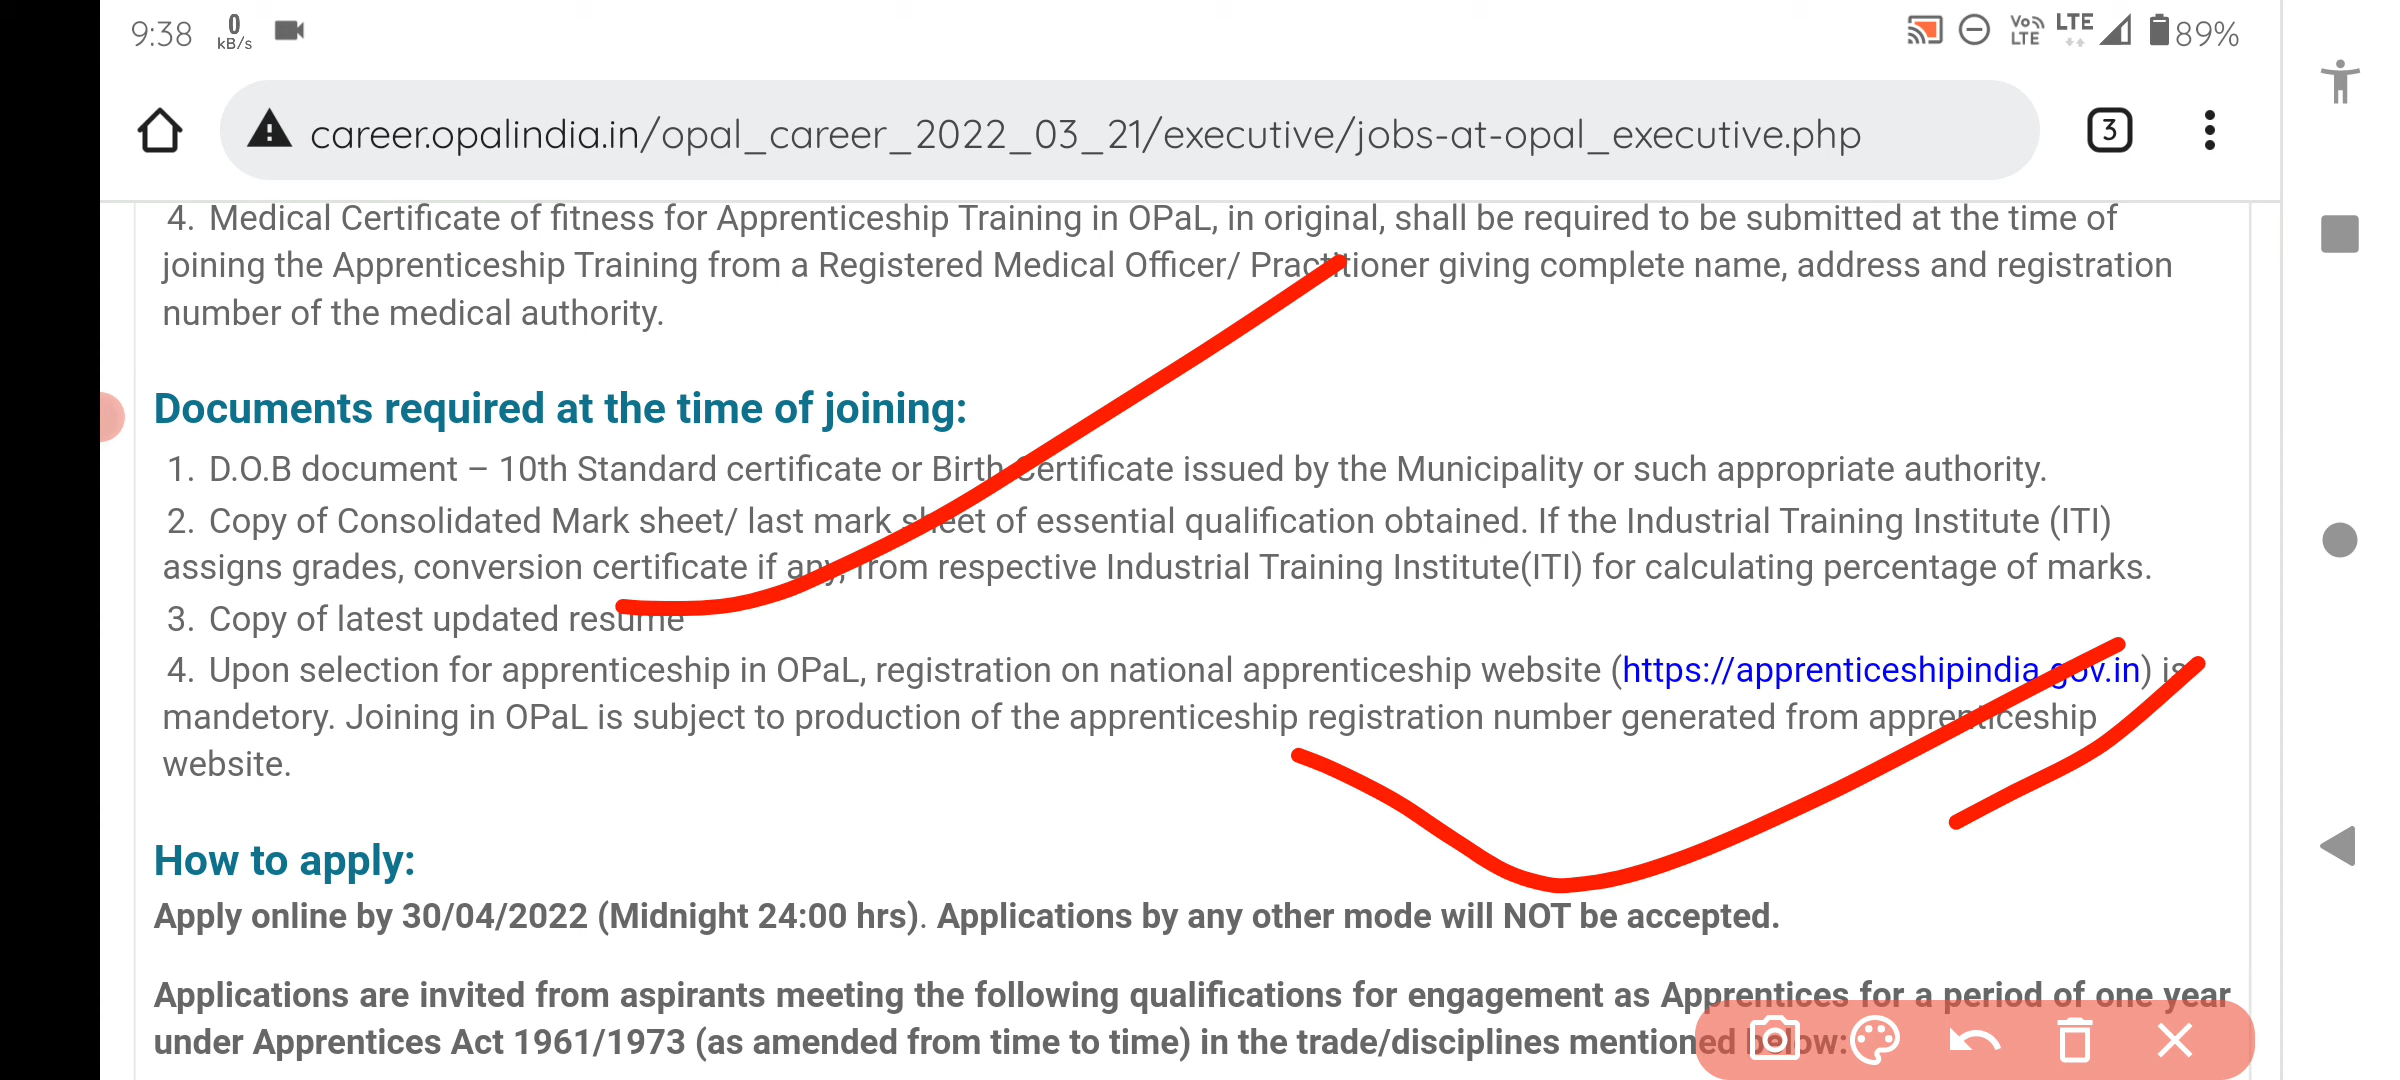 9:38 0 kB/s Vo LTE LTE 89%
career.opalindia.in/opal_career_2022_03_21/executive/jobs-at-opal_executive.php 3
4. Medical Certificate of fitness for Apprenticeship Training in OPaL, in original, shall be required to be submitted at the time of
joining the Apprenticeship Training from a Registered Medical Officer/ Practitioner giving complete name, address and registration
number of the medical authority.
Documents required at the time of joining:
1. D.O.B document – 10th Standard certificate or Birth Certificate issued by the Municipality or such appropriate authority.
2. Copy of Consolidated Mark sheet/ last mark sheet of essential qualification obtained. If the Industrial Training Institute (ITI)
assigns grades, conversion certificate if any, from respective Industrial Training Institute(ITI) for calculating percentage of marks.
3. Copy of latest updated resume
4. Upon selection for apprenticeship in OPaL, registration on national apprenticeship website (https://apprenticeshipindia.gov.in) is
mandetory. Joining in OPaL is subject to production of the apprenticeship registration number generated from apprenticeship
website.
How to apply:
Apply online by 30/04/2022 (Midnight 24:00 hrs). Applications by any other mode will NOT be accepted.
Applications are invited from aspirants meeting the following qualifications for engagement as Apprentices for a period of one year
under Apprentices Act 1961/1973 (as amended from time to time) in the trade/disciplines mentioned below: